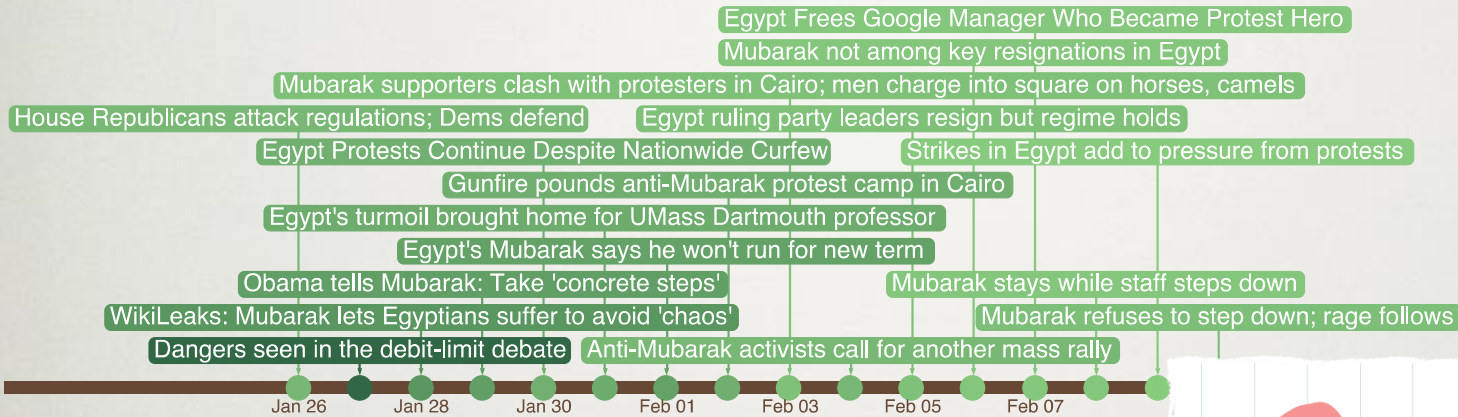 Egypt Frees Google Manager Who Became Protest Hero
Mubarak not among key resignations in Egypt
Mubarak supporters clash with protesters in Cairo; men charge into square on horses, camels
House Republicans attack regulations; Dems defend
Egypt ruling party leaders resign but regime holds
Egypt Protests Continue Despite Nationwide Curfew
Strikes in Egypt add to pressure from protests
Gunfire pounds anti-Mubarak protest camp in Cairo
Egypt's turmoil brought home for UMass Dartmouth professor
Egypt's Mubarak says he won't run for new term
Obama tells Mubarak: Take 'concrete steps'
Mubarak stays while staff steps down
WikiLeaks: Mubarak lets Egyptians suffer to avoid 'chaos'
Mubarak refuses to step down; rage follows
Dangers seen in the debit-limit debate
Anti-Mubarak activists call for another mass rally
Jan 26
Jan 28
Jan 30
Feb 01
Feb 03
Feb 05
Feb 07